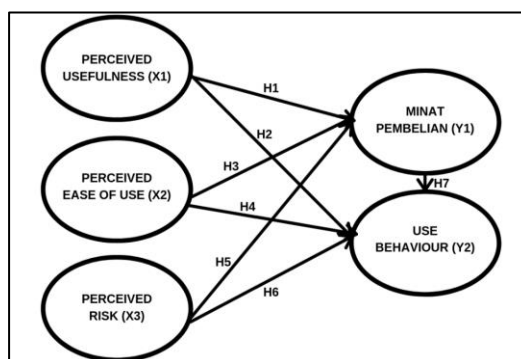 PERCEIVED
USEFULNESS (X1)
H1
MINAT
PEMBELIAN (Y1)
H2
H3
PERCEIVED
EASE OF USE (X2)
H4
H7
USE
BEHAVIOUR (Y2)
H5
H6
PERCEIVED
RISK (X3)